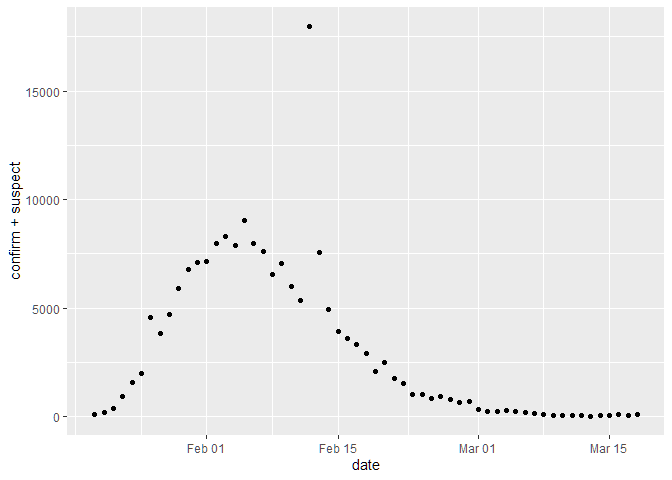 15000
10000
5000
0
confirm + suspect
Feb 01
Feb 15
Mar 01
Mar 15
date